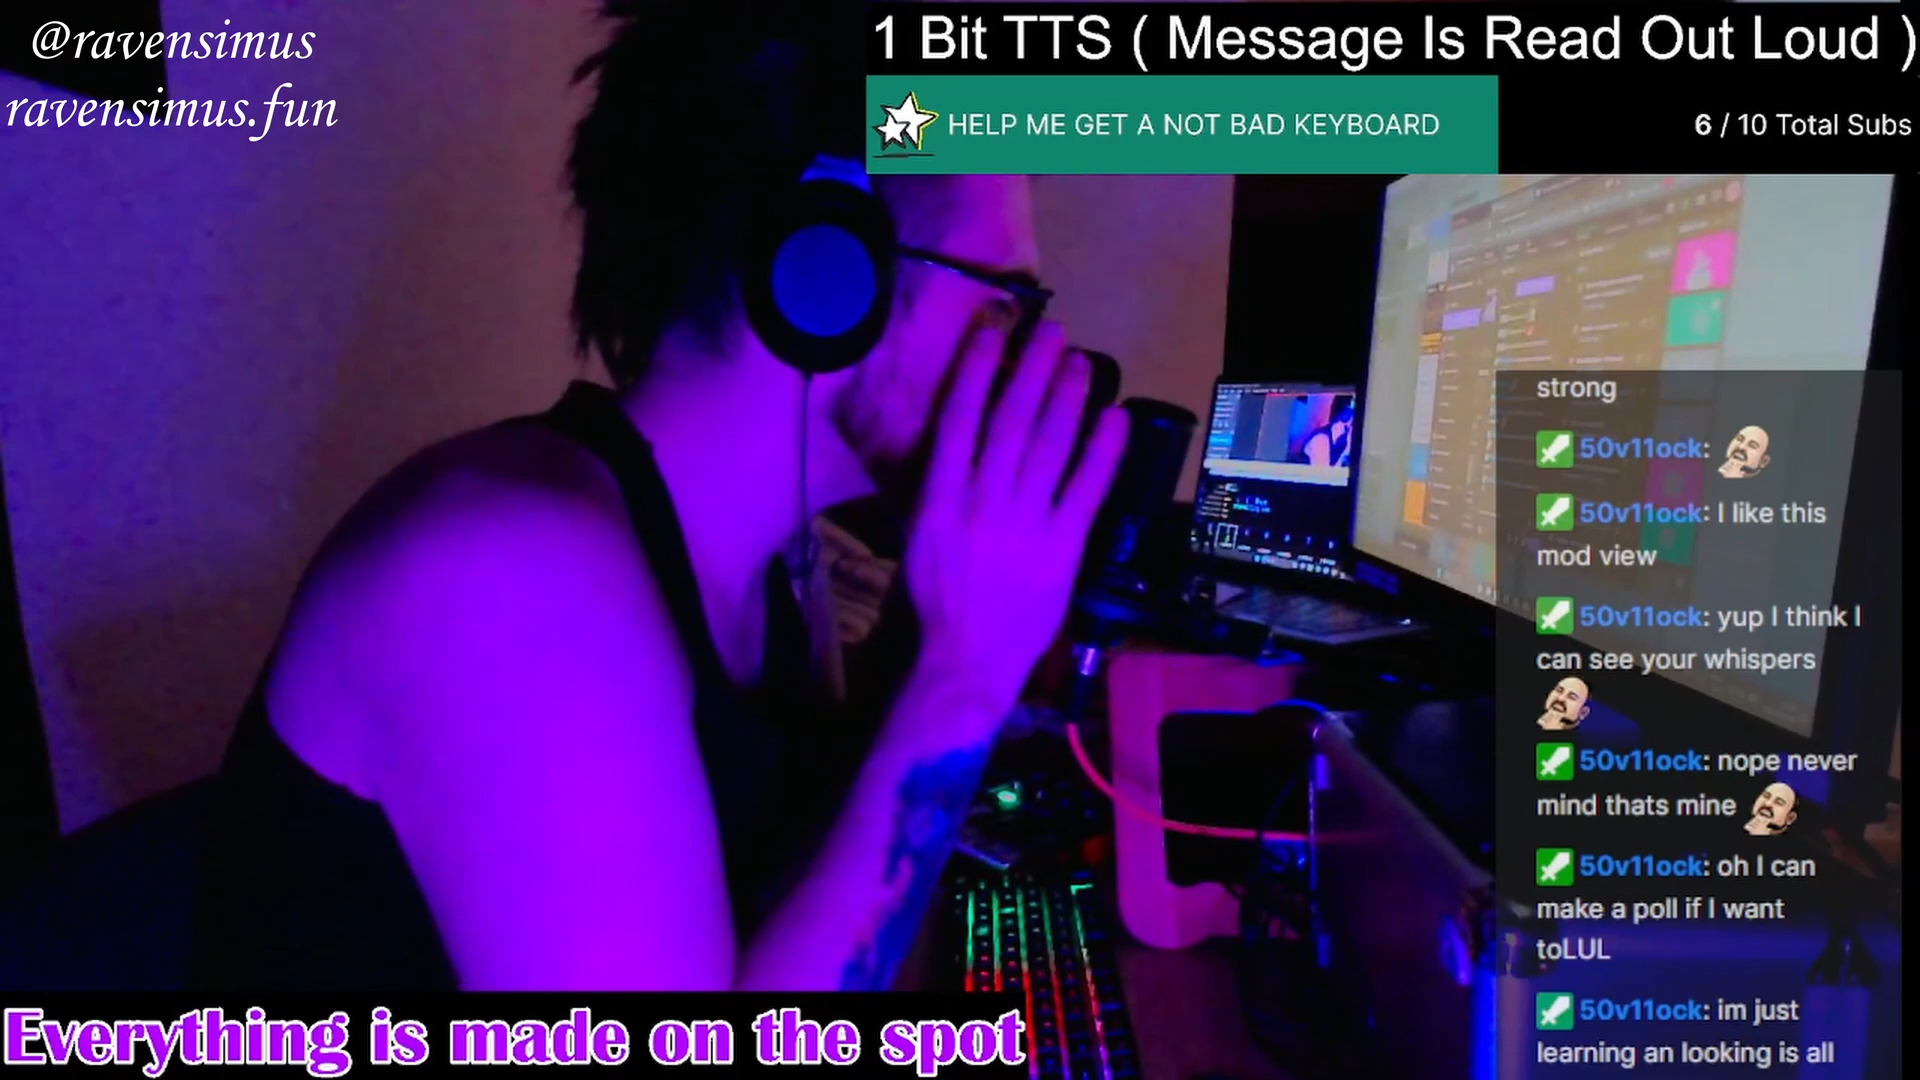 @ravensimus
ravensimus.fun
1 Bit TTS ( Message Is Read Out Loud )
HELP ME GET A NOT BAD KEYBOARD
6 / 10 Total Subs
strong
50v11ock:
50v11ock: I like this
mod view
50v11ock: yup I think I
can see your whispers
50v11ock: nope never
mind thats mine
50v11ock: oh I can
make a poll if I want
toLUL
50v11ock: im just
learning an looking is all
Everything is made on the spot